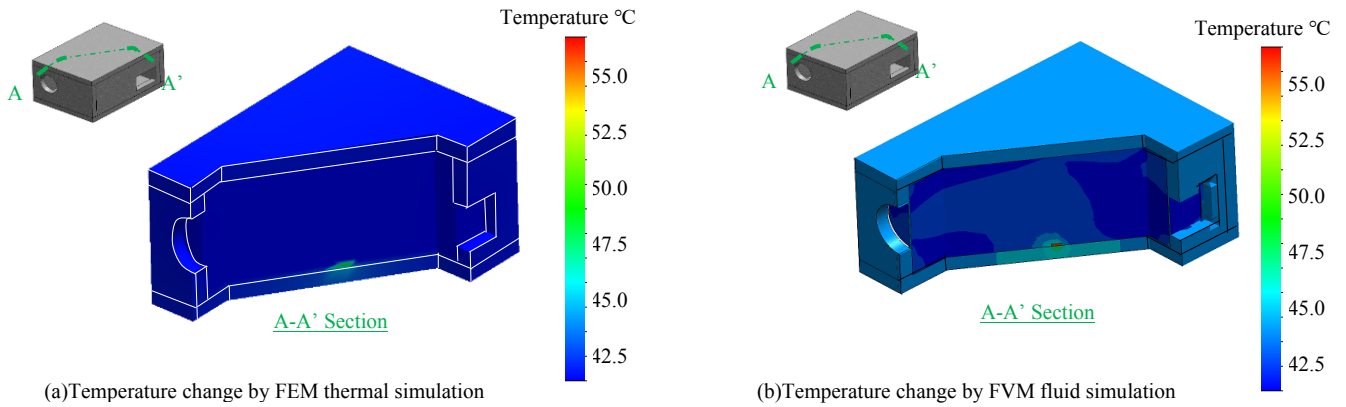 Temperature ℃
A
A’
55.0
52.5
50.0
47.5
45.0
42.5
A-A’ Section
(a)Temperature change by FEM thermal simulation
Temperature ℃
A
A’
55.0
52.5
50.0
47.5
45.0
42.5
A-A’ Section
(b)Temperature change by FVM fluid simulation